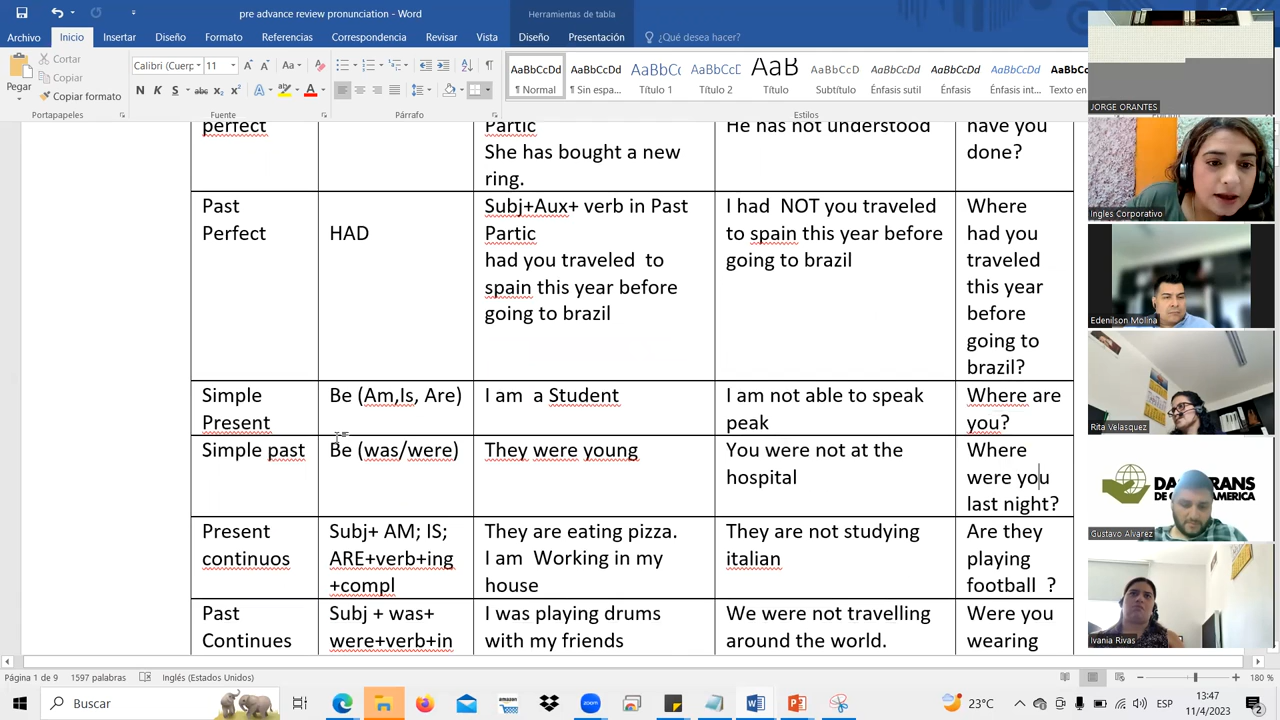 pre advance review pronunciation - Word
Herramientas de tabla
Archivo Inicio Insertar Diseño Formato Referencias Correspondencia Revisar Vista Diseño Presentación ¿Qué desea hacer?
Cortar
Copiar
Copiar formato
Pegar
Calibri (Cuerp 11
Portapapeles Fuente Párrafo Estilos
AaBbCcDd AaBbCcDd AaBbCc AaBbCcD AaB AaBbCcD AaBbCcDd AaBbCcDd AaBbCcDd
¶ Normal ¶ Sin espa... Título 1 Título 2 Título Subtítulo Énfasis sutil Énfasis Énfasis int...
perfect Partic He has not understood have you
She has bought a new done?
ring.
Past Subj+Aux+ verb in Past I had NOT you traveled Where
Perfect HAD Partic to spain this year before had you
had you traveled to going to brazil traveled
spain this year before this year
going to brazil before
going to
brazil?
Simple Be (Am,Is, Are) I am a Student I am not able to speak Where are
Present peak you?
Simple past Be (was/were) They were young You were not at the Where
hospital were you
last night?
Present Subj+ AM; IS; They are eating pizza. They are not studying Are they
continuos ARE+verb+ing I am Working in my italian playing
+compl house football ?
Past Subj + was+ I was playing drums We were not travelling Were you
Continues were+verb+in with my friends around the world. wearing
JORGE ORANTES
Ingles Corporativo
Edenilson Molina
Rita Velasquez
Gustavo Alvarez
Ivania Rivas
Página 1 de 9 1597 palabras Inglés (Estados Unidos) 180 %
Buscar
amazon
zoom
23°C
ESP
13:47
11/4/2023
2